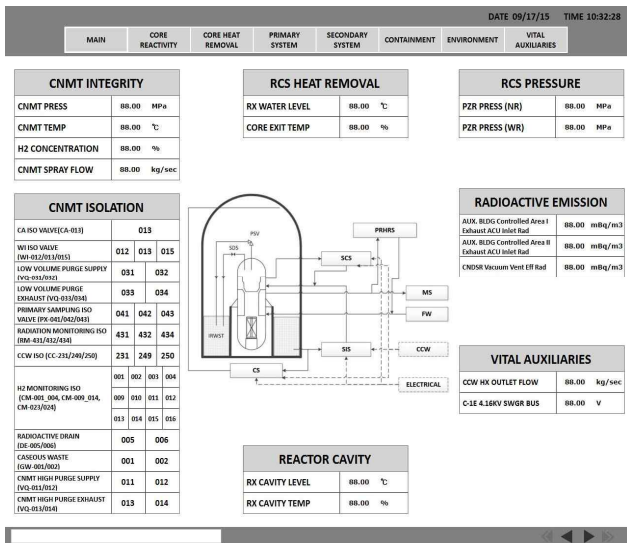 DATE 09/17/15 TIME 10:32:28
MAIN
CORE
REACTIVITY
CORE HEAT
REMOVAL
PRIMARY
SYSTEM
SECONDARY
SYSTEM
CONTAINMENT
ENVIRONMENT
VITAL
AUXILIARIES
CNMT INTEGRITY
CNMT PRESS 88.00 MPa
CNMT TEMP 88.00 ℃
H2 CONCENTRATION 88.00 %
CNMT SPRAY FLOW 88.00 kg/sec
RCS HEAT REMOVAL
RX WATER LEVEL 88.00 ℃
CORE EXIT TEMP 88.00 %
RCS PRESSURE
PZR PRESS (NR) 88.00 MPa
PZR PRESS (WR) 88.00 MPa
CNMT ISOLATION
CA ISO VALVE(CA-013) 013
WI ISO VALVE
(WI-012/013/015) 012 013 015
LOW VOLUME PURGE SUPPLY
(VQ-031/032) 031 032
LOW VOLUME PURGE
EXHAUST (VQ-033/034) 033 034
PRIMARY SAMPLING ISO
VALVE (PX-041/042/043) 041 042 043
RADIATION MONITORING ISO
(RM-431/432/434) 431 432 434
CCW ISO (CC-231/249/250) 231 249 250
H2 MONITORING ISO
(CM-001_004, CM-009_014,
CM-023/024)
001 002 003 004
009 010 011 012
013 014 015 016
RADIOACTIVE DRAIN
(DE-005/006) 005 006
CASEOUS WASTE
(GW-001/002) 001 002
CNMT HIGH PURGE SUPPLY
(VQ-011/012) 011 012
CNMT HIGH PURGE EXHAUST
(VQ-013/014) 013 014
PSV
SDS
IRWST
PRHRS
SCS
MS
FW
SIS
CCW
CS
ELECTRICAL
RADIOACTIVE EMISSION
AUX. BLDG Controlled Area I
Exhaust ACU Inlet Rad 88.00 mBq/m3
AUX. BLDG Controlled Area II
Exhaust ACU Inlet Rad 88.00 mBq/m3
CNDSR Vacuum Vent Eff Rad 88.00 mBq/m3
VITAL AUXILIARIES
CCW HX OUTLET FLOW 88.00 kg/sec
C-1E 4.16KV SWGR BUS 88.00 V
REACTOR CAVITY
RX CAVITY LEVEL 88.00 ℃
RX CAVITY TEMP 88.00 %